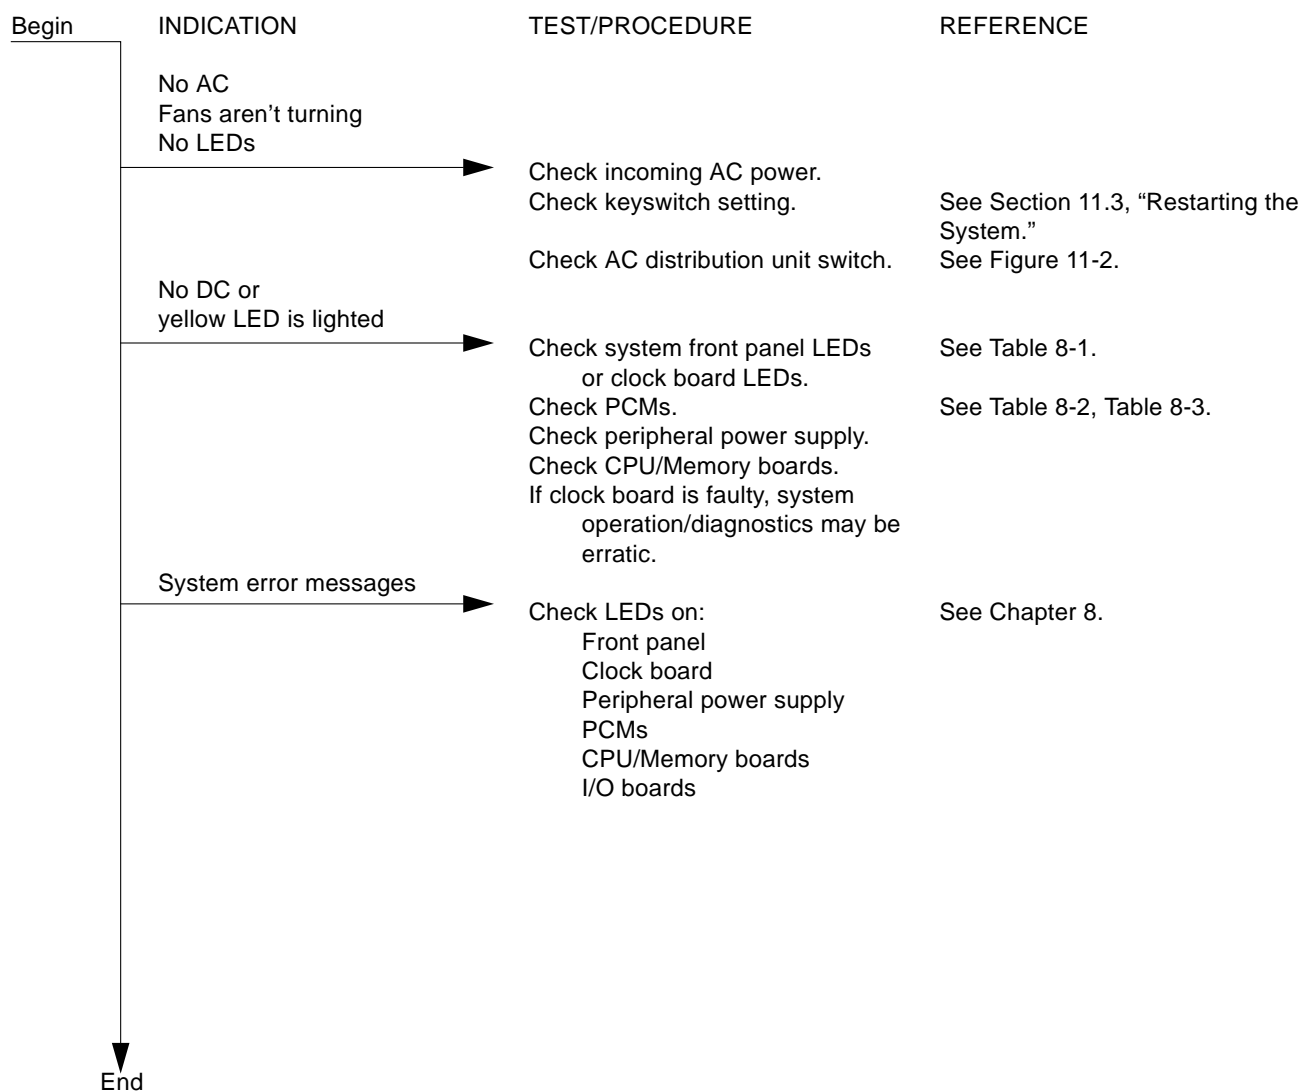 Begin INDICATION TEST/PROCEDURE REFERENCE
No AC
Fans aren’t turning
No LEDs
Check incoming AC power.
Check keyswitch setting. See Section 11.3, “Restarting the
System.”
Check AC distribution unit switch. See Figure 11-2.
No DC or
yellow LED is lighted
Check system front panel LEDs See Table 8-1.
or clock board LEDs.
Check PCMs. See Table 8-2, Table 8-3.
Check peripheral power supply.
Check CPU/Memory boards.
If clock board is faulty, system
operation/diagnostics may be
erratic.
System error messages
Check LEDs on: See Chapter 8.
Front panel
Clock board
Peripheral power supply
PCMs
CPU/Memory boards
I/O boards
End